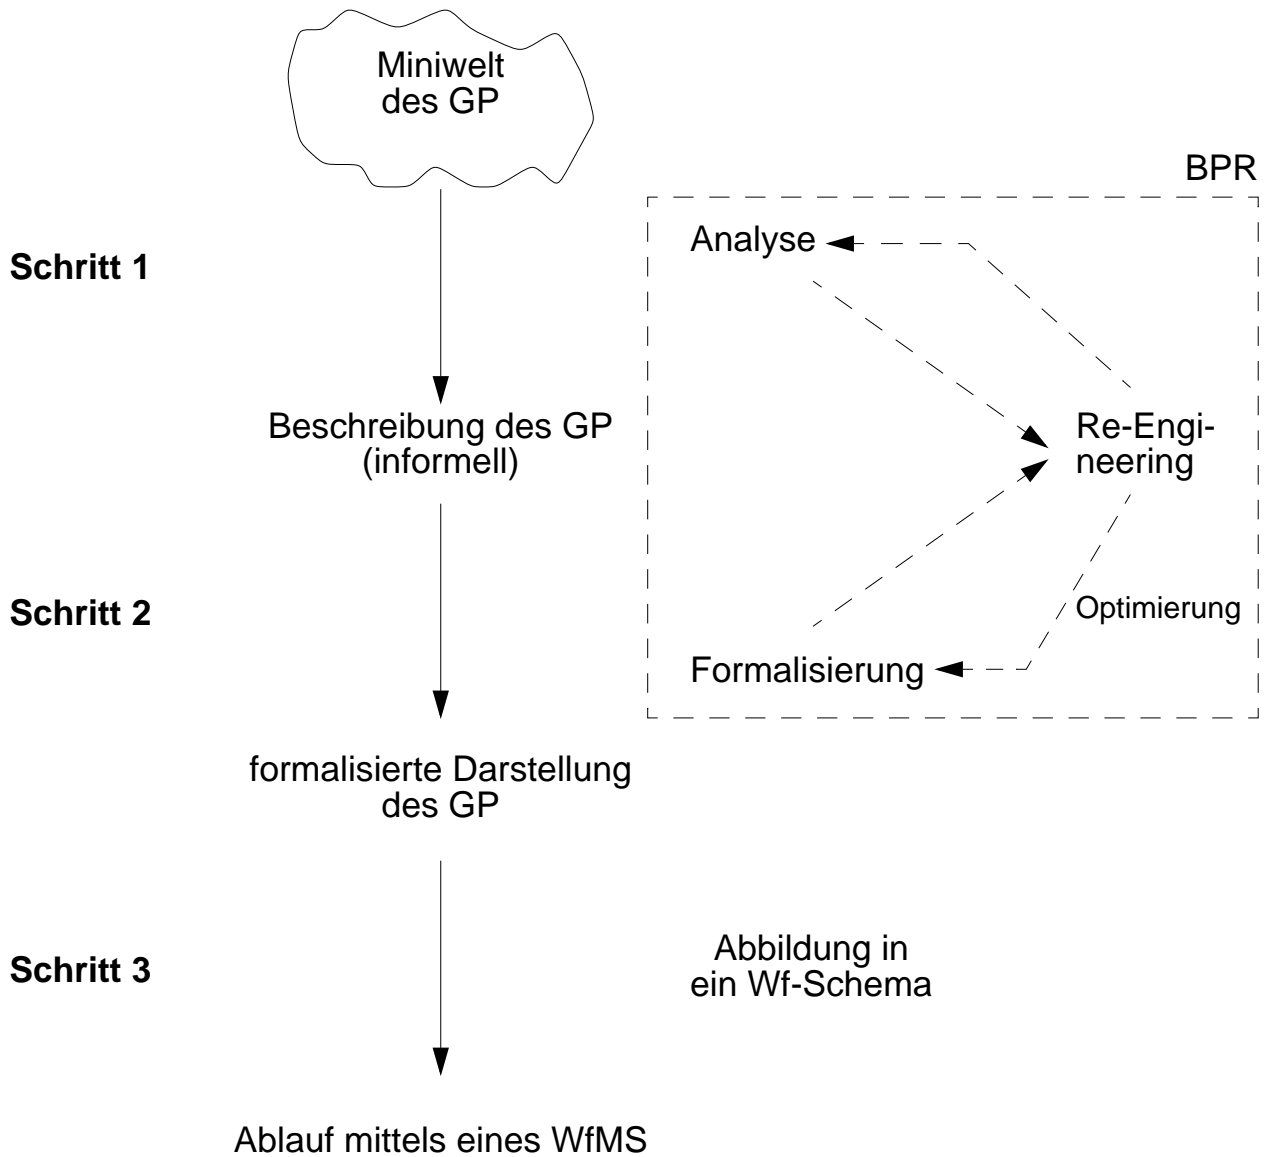 Miniwelt
des GP
BPR
Analyse
Schritt 1
Beschreibung des GP
(informell)
Re-Engi-
neering
Schritt 2
Optimierung
Formalisierung
formalisierte Darstellung
des GP
Schritt 3
Abbildung in
ein Wf-Schema
Ablauf mittels eines WfMS